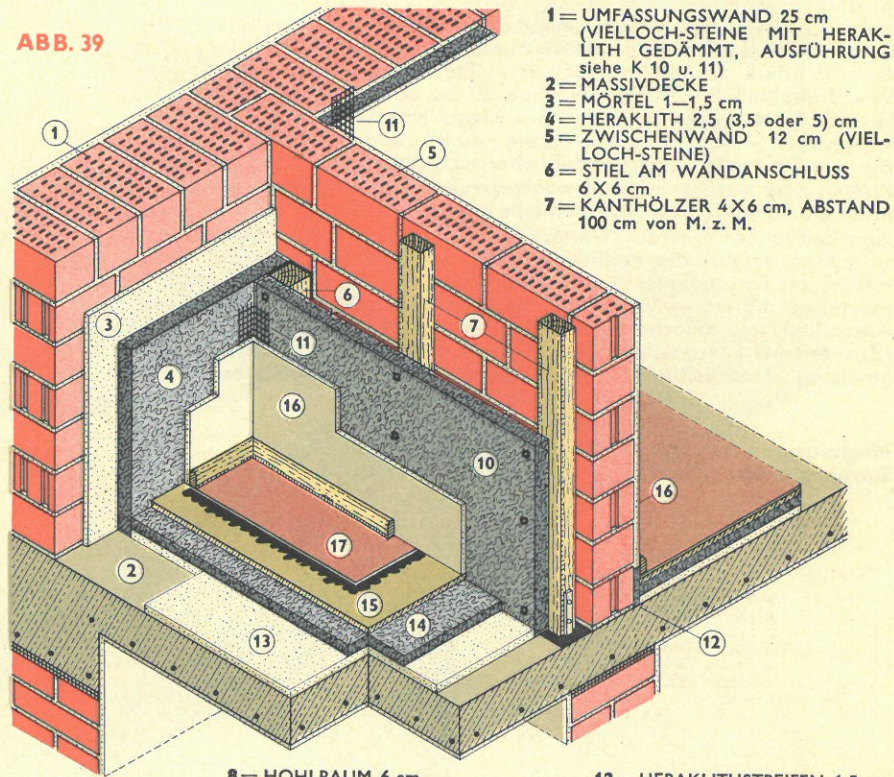 ABB. 39
1 = UMFASSUNGSWAND 25 cm
(VIELLOCH-STEINE MIT HERAK-
LITH GEDÄMMT, AUSFÜHRUNG
siehe K 10 u. 11)
2 = MASSIVDECKE
3 = MÖRTEL 1—1,5 cm
4 = HERAKLITH 2,5 (3,5 oder 5) cm
5 = ZWISCHENWAND 12 cm (VIEL-
LOCH-STEINE)
6 = STIEL AM WANDANSCHLUSS
6 X 6 cm
7 = KANTHÖLZER 4 X 6 cm, ABSTAND
100 cm von M. z. M.
1
11
5
3
6
7
4
11
16
10
16
17
2
15
14
13
12
8 = HOHLRAUM 6 cm